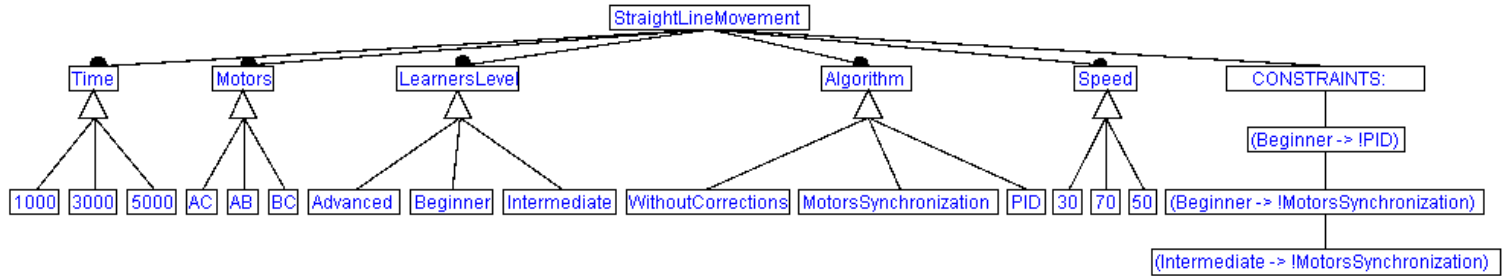 StraightLineMovement
Time Motors LearnersLevel Algorithm Speed CONSTRAINTS:
(Beginner -> !PID)
1000 3000 5000 AC AB BC Advanced Beginner Intermediate WithoutCorrections MotorsSynchronization PID 30 70 50 (Beginner -> !MotorsSynchronization)
(Intermediate -> !MotorsSynchronization)